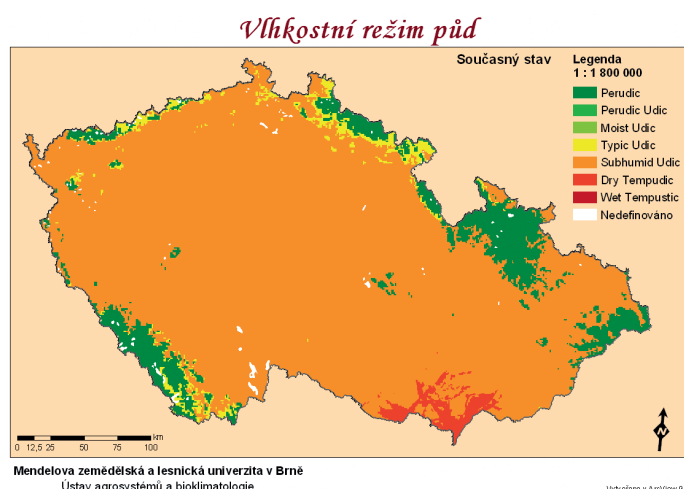 Vlhkostní režim půd
Současný stav
Legenda
1 : 1 800 000
Perudic
Perudic Udic
Moist Udic
Typic Udic
Subhumid Udic
Dry Tempudic
Wet Tempustic
Nedefinováno
km
0 12,5 25 50 75 100
Mendelova zemědělská a lesnická univerzita v Brně
Ústav agrosystémů a bioklimatologie